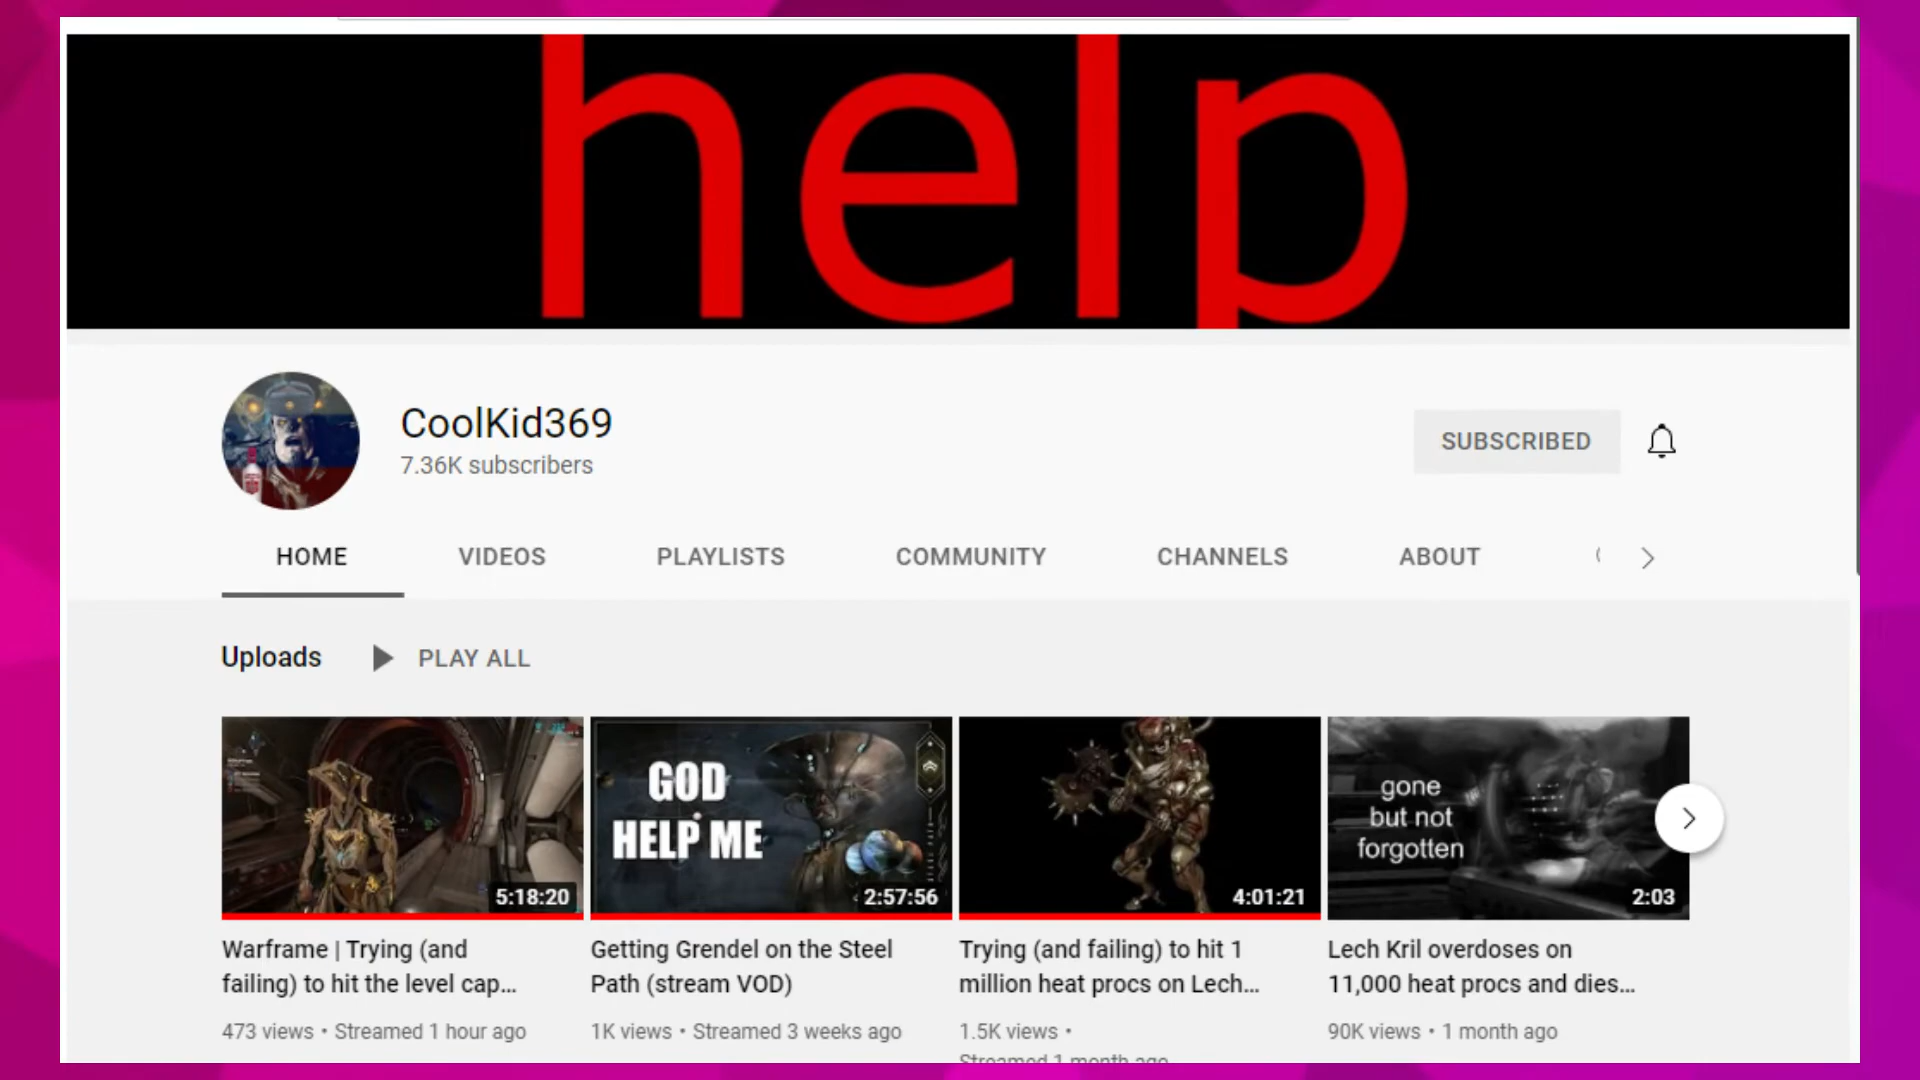 help
CoolKid369
7.36K subscribers
SUBSCRIBED
HOME VIDEOS PLAYLISTS COMMUNITY CHANNELS ABOUT
Uploads PLAY ALL
5:18:20
GOD
HELP ME
2:57:56
4:01:21
gone
but not
forgotten
2:03
Warframe | Trying (and
failing) to hit the level cap...
473 views • Streamed 1 hour ago
Getting Grendel on the Steel
Path (stream VOD)
1K views • Streamed 3 weeks ago
Trying (and failing) to hit 1
million heat procs on Lech...
1.5K views •
Streamed 1 month ago
Lech Kril overdoses on
11,000 heat procs and dies...
90K views • 1 month ago